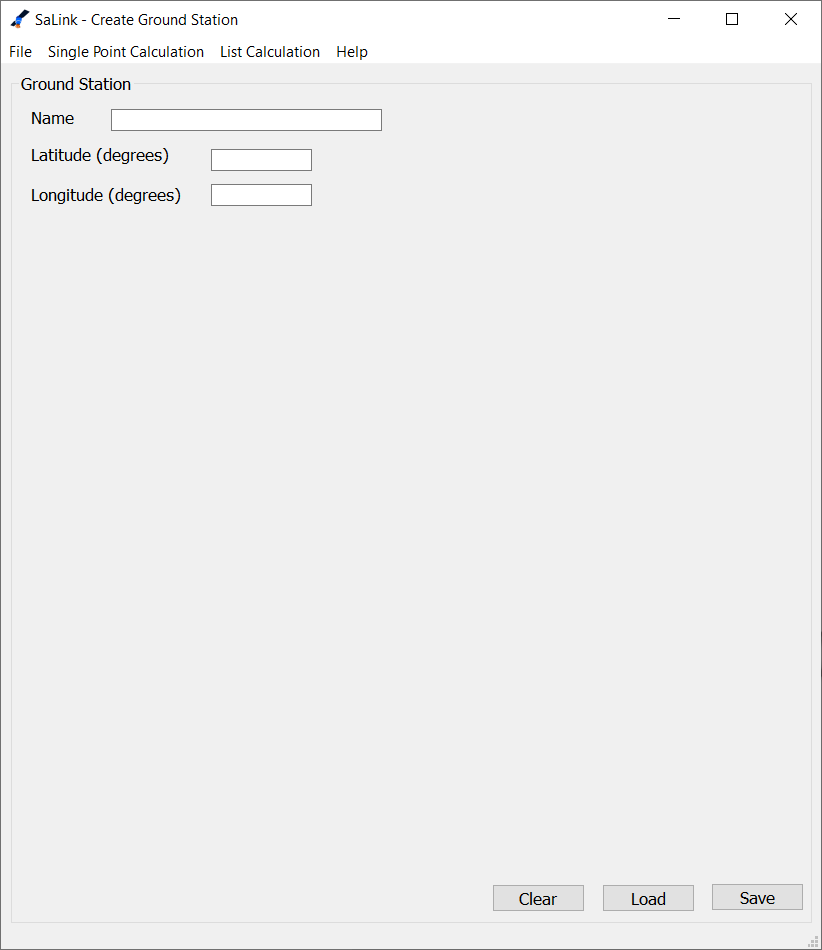 SaLink - Create Ground Station
File Single Point Calculation List Calculation Help
Ground Station
Name
Latitude (degrees)
Longitude (degrees)
Clear Load Save